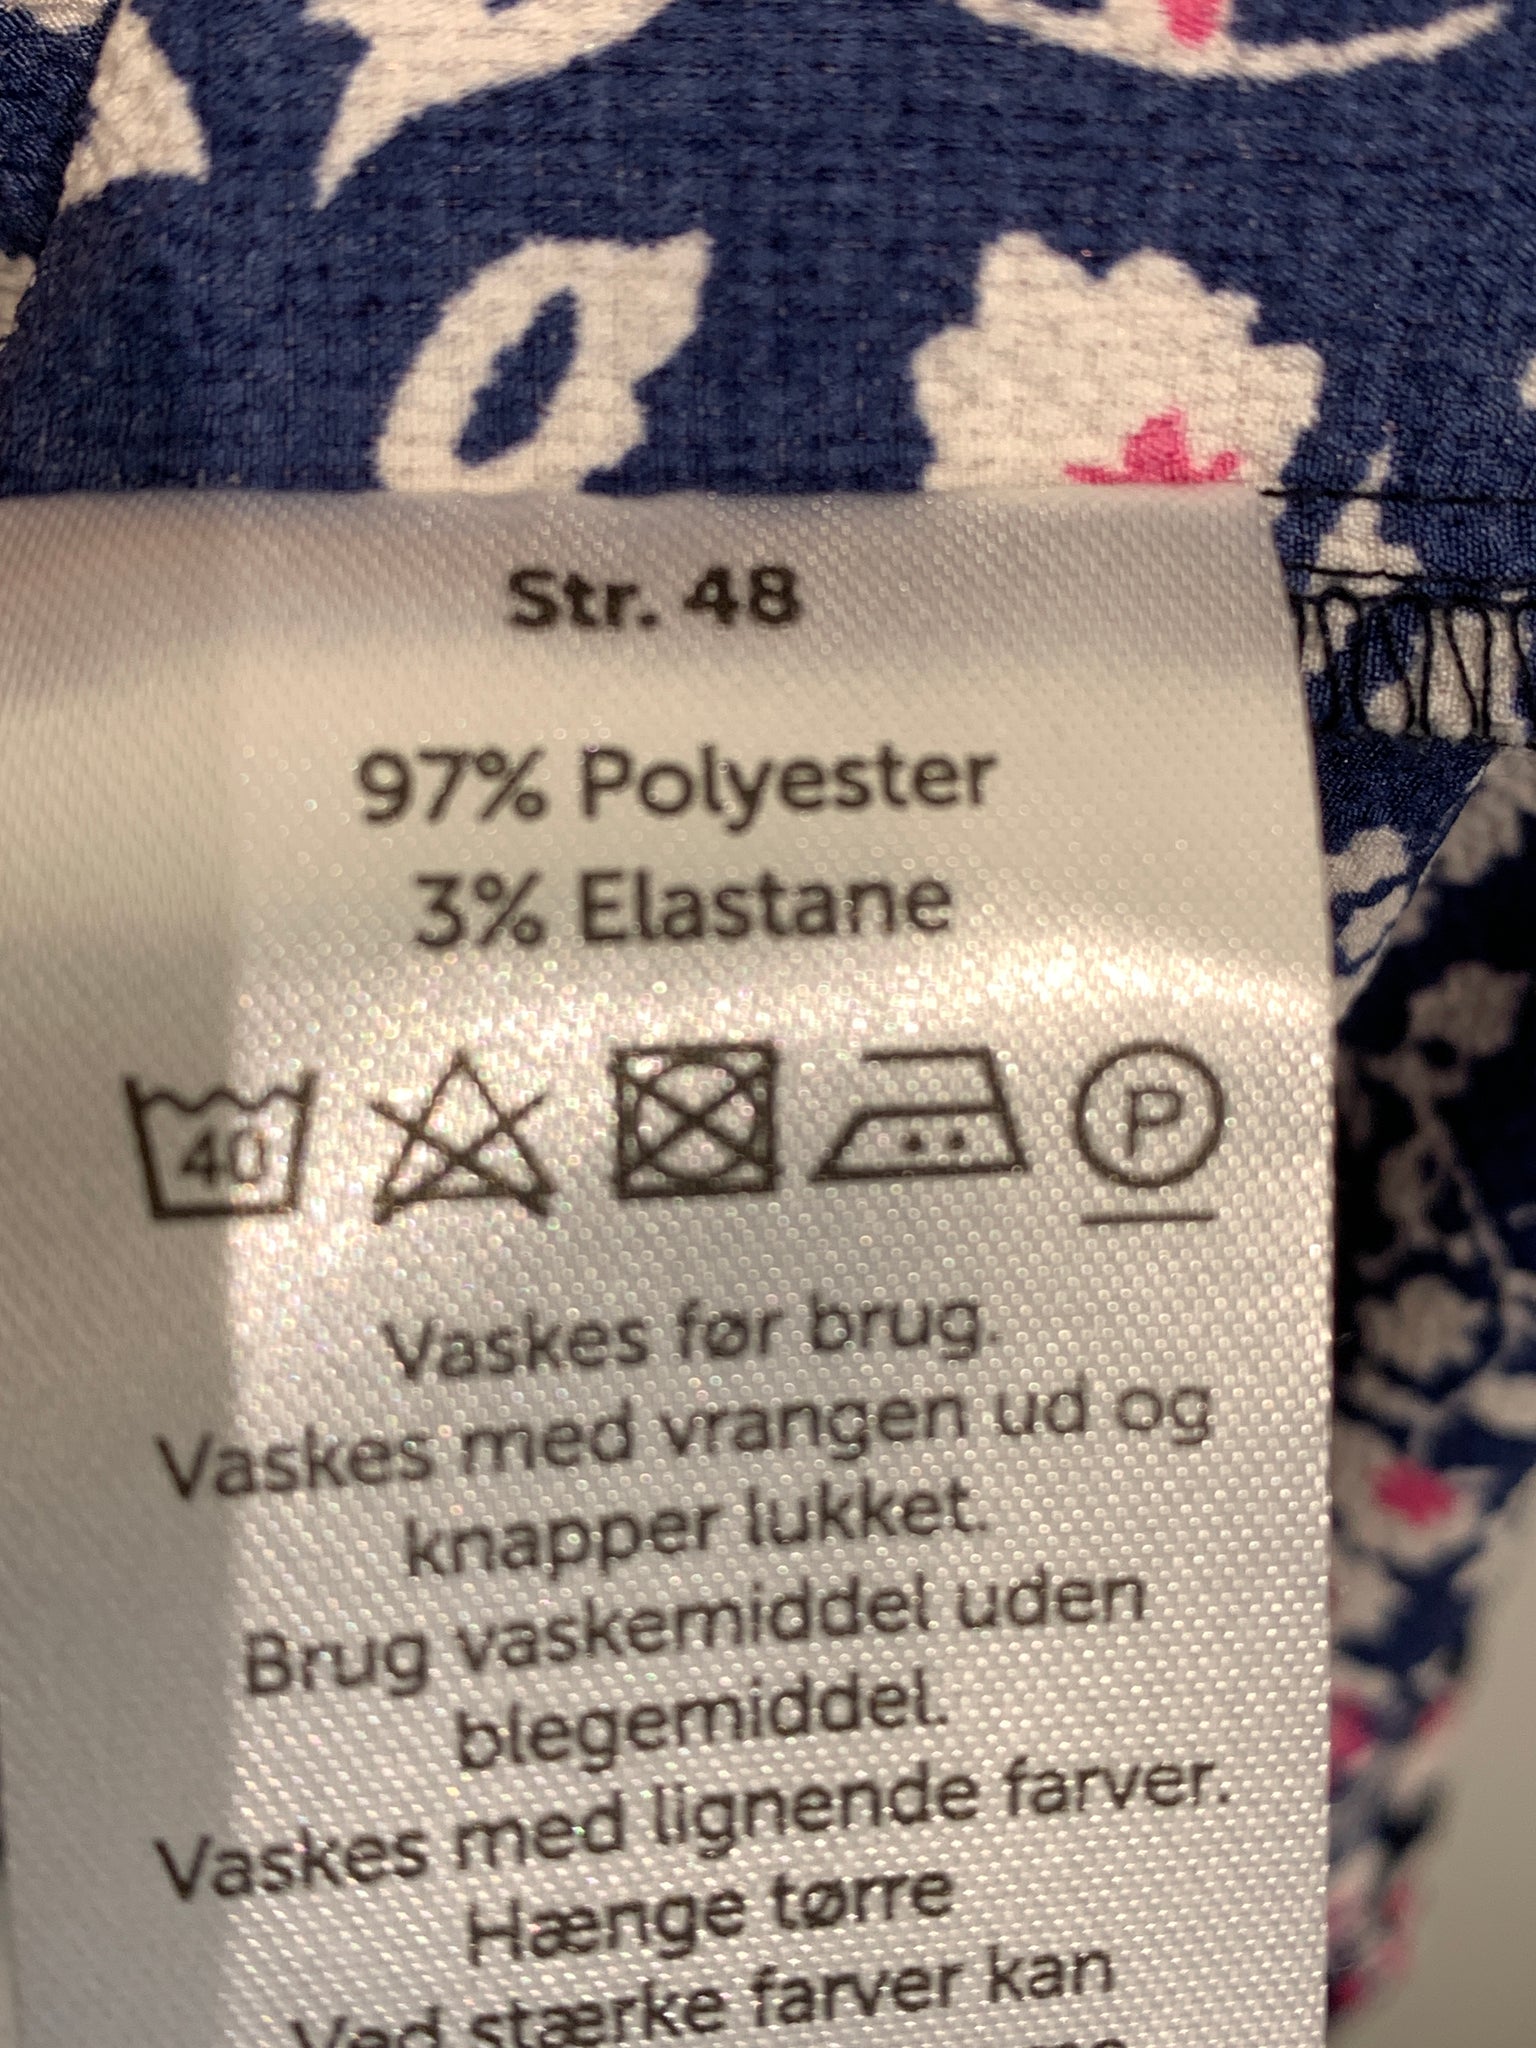 Str. 48
97% Polyester
3% Elastane
40
P
Vaskes før brug.
Vaskes med vrangen ud og
knapper lukket.
Brug vaskemiddel uden
blegemiddel.
Vaskes med lignende farver.
Hænge tørre
Ved stærke farver kan